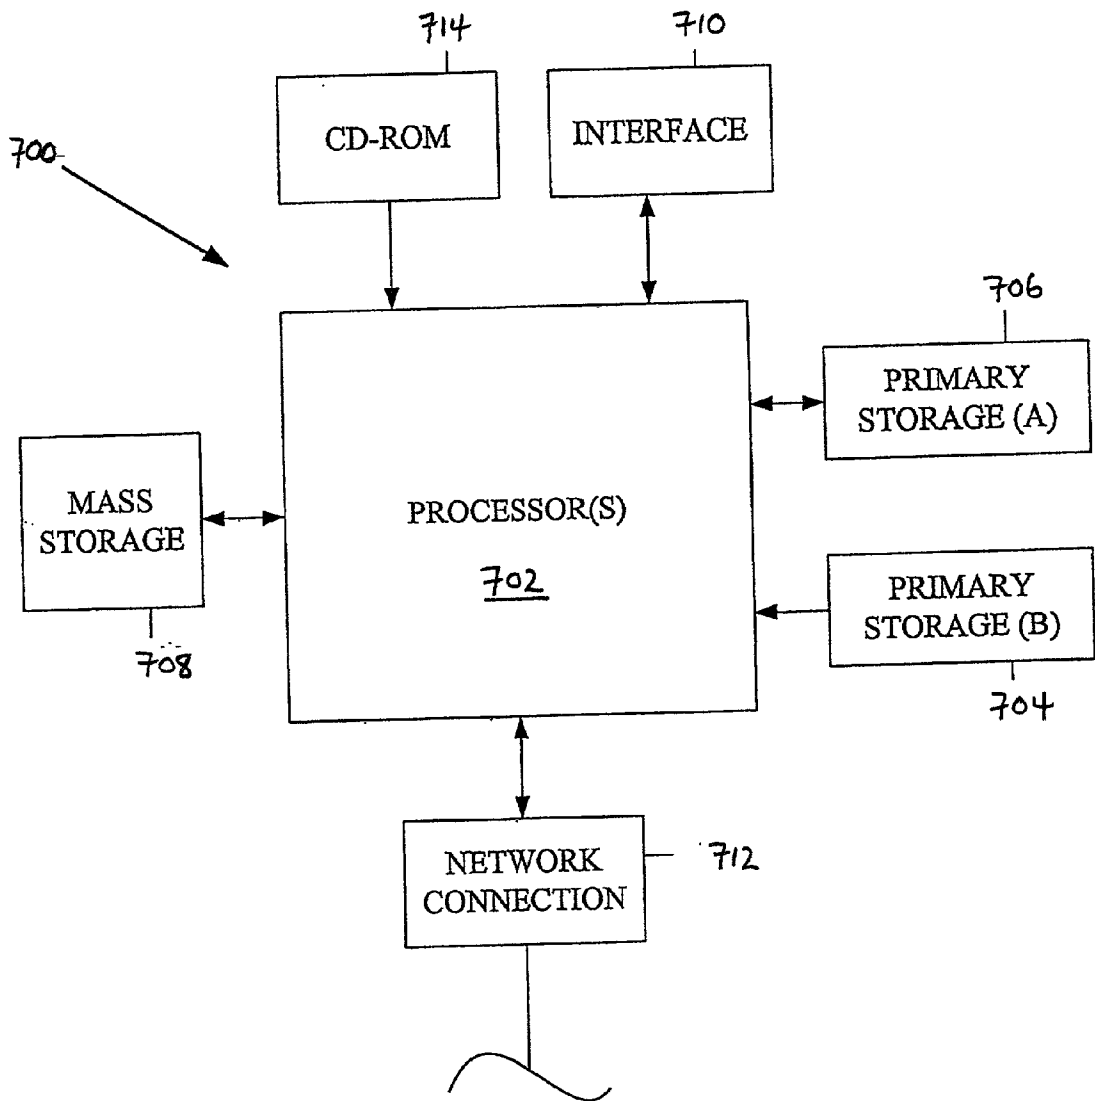 714
710
CD-ROM
INTERFACE
700
706
PRIMARY
STORAGE (A)
MASS
STORAGE
PROCESSOR(S)
702
PRIMARY
STORAGE (B)
708
704
NETWORK
CONNECTION
712